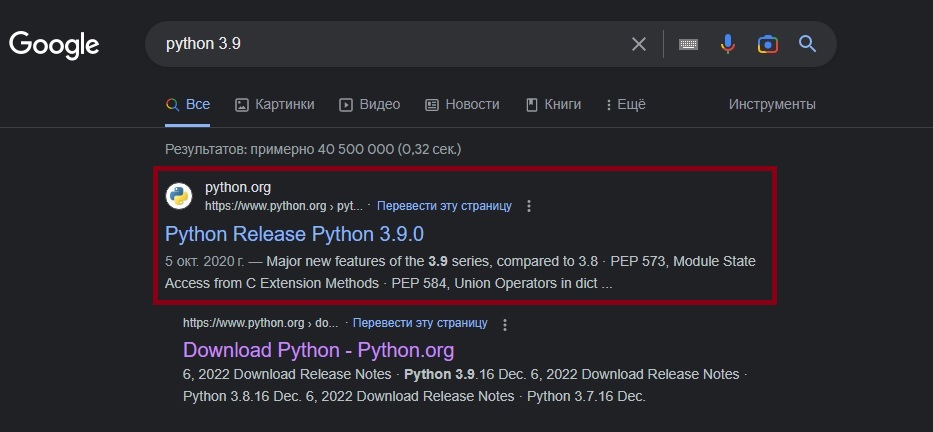 Google
python 3.9
Все Картинки Видео Новости Книги Ещё Инструменты
Результатов: примерно 40 500 000 (0,32 сек.)
python.org
https://www.python.org › pyt... · Перевести эту страницу
Python Release Python 3.9.0
5 окт. 2020 г. — Major new features of the 3.9 series, compared to 3.8 · PEP 573, Module State
Access from C Extension Methods · PEP 584, Union Operators in dict ...
https://www.python.org › do... · Перевести эту страницу
Download Python - Python.org
6, 2022 Download Release Notes · Python 3.9.16 Dec. 6, 2022 Download Release Notes ·
Python 3.8.16 Dec. 6, 2022 Download Release Notes · Python 3.7.16 Dec.